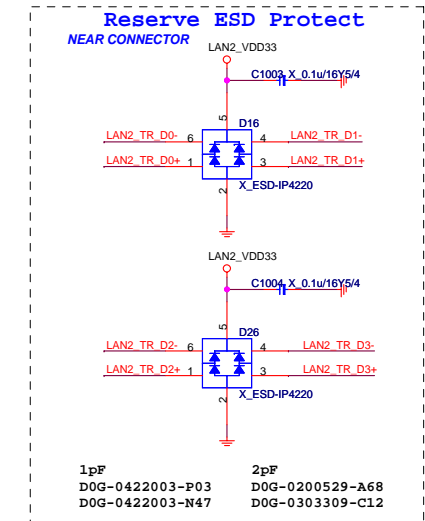 Reserve ESD Protect
NEAR CONNECTOR
LAN2_VDD33
C1003 X_0.1u/16Y5/4
5
D16
LAN2_TR_D0- 6 4 LAN2_TR_D1-
LAN2_TR_D0+ 1 3 LAN2_TR_D1+
2 X_ESD-IP4220
LAN2_VDD33
C1004 X_0.1u/16Y5/4
5
D26
LAN2_TR_D2- 6 4 LAN2_TR_D3-
LAN2_TR_D2+ 1 3 LAN2_TR_D3+
2 X_ESD-IP4220
1pF 2pF
D0G-0422003-P03 D0G-0200529-A68
D0G-0422003-N47 D0G-0303309-C12